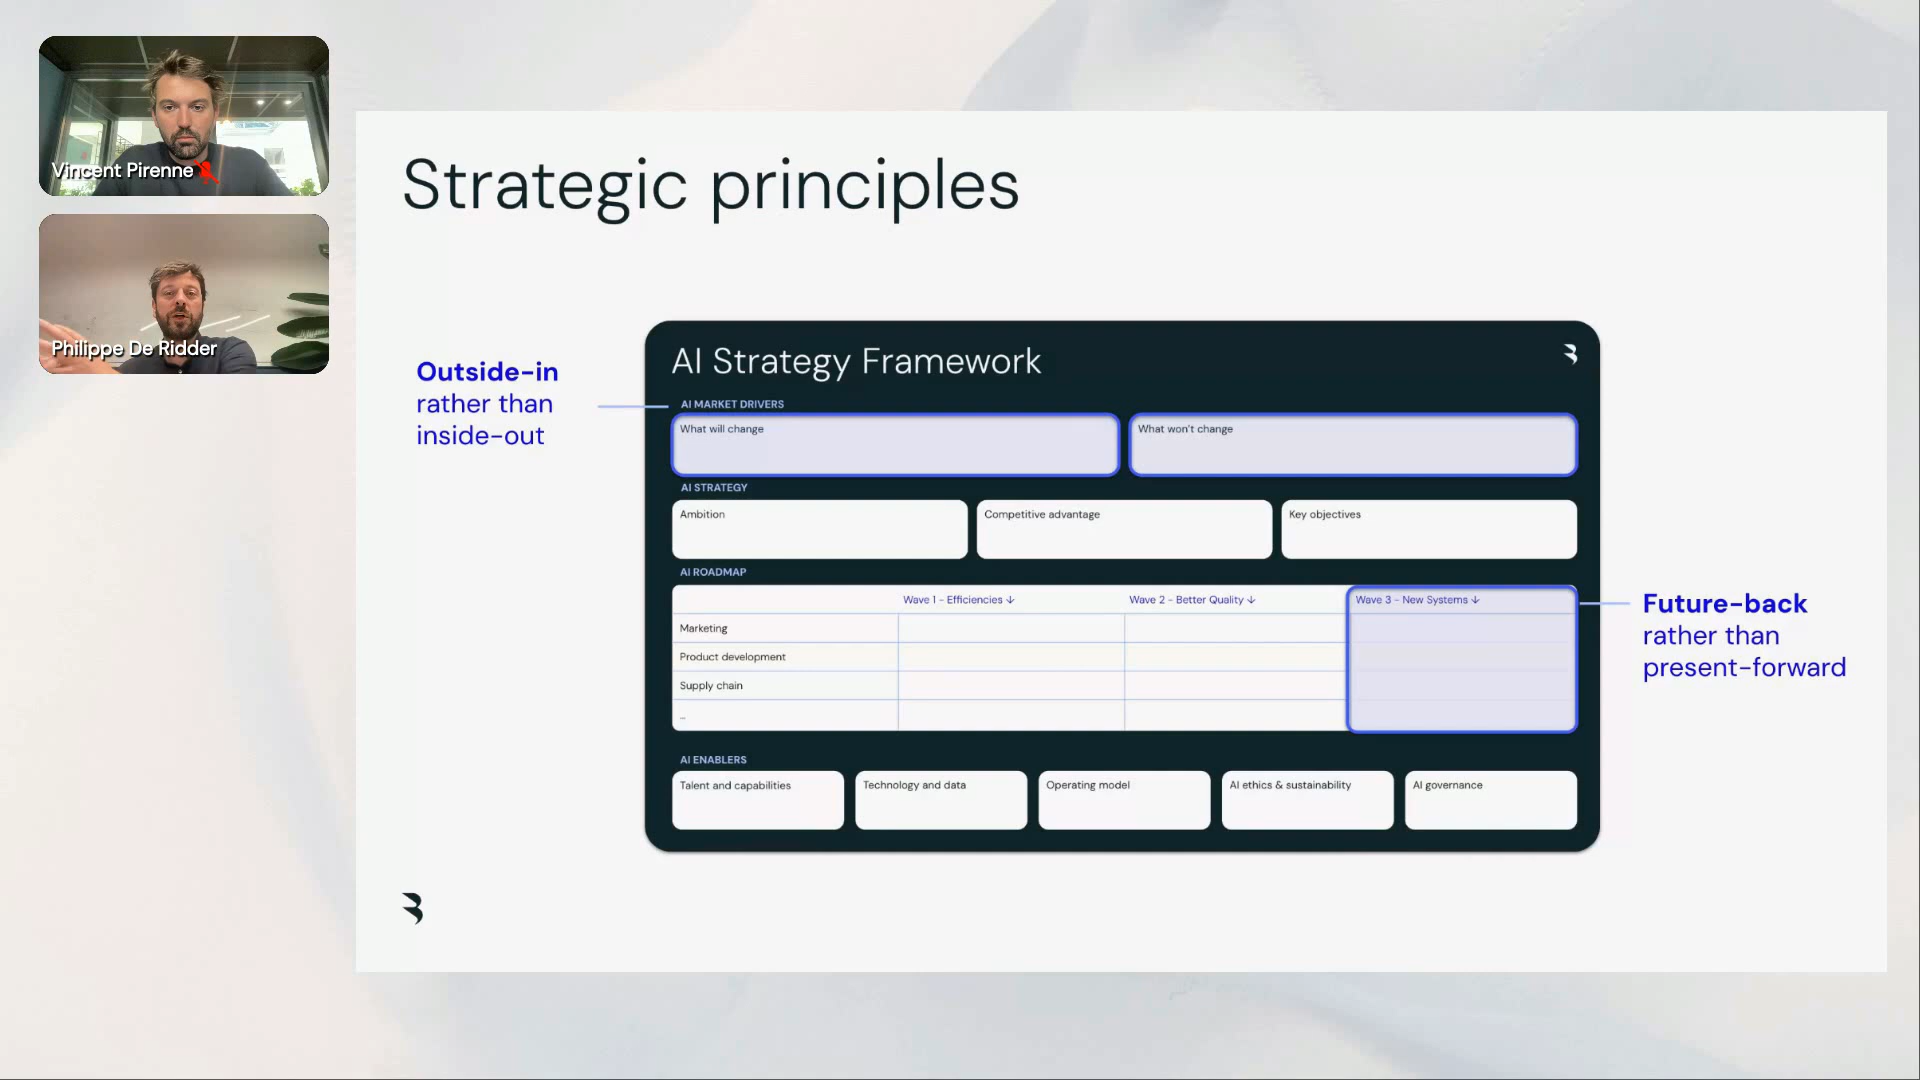 Vincent Pirenne
Philippe De Ridder
Strategic principles
Outside-in
rather than
inside-out
AI Strategy Framework
AI MARKET DRIVERS
What will change
What won't change
AI STRATEGY
Ambition
Competitive advantage
Key objectives
AI ROADMAP
Wave 1 - Efficiencies ↓
Wave 2 - Better Quality ↓
Wave 3 - New Systems ↓
Marketing
Product development
Supply chain
...
AI ENABLERS
Talent and capabilities
Technology and data
Operating model
AI ethics & sustainability
AI governance
Future-back
rather than
present-forward